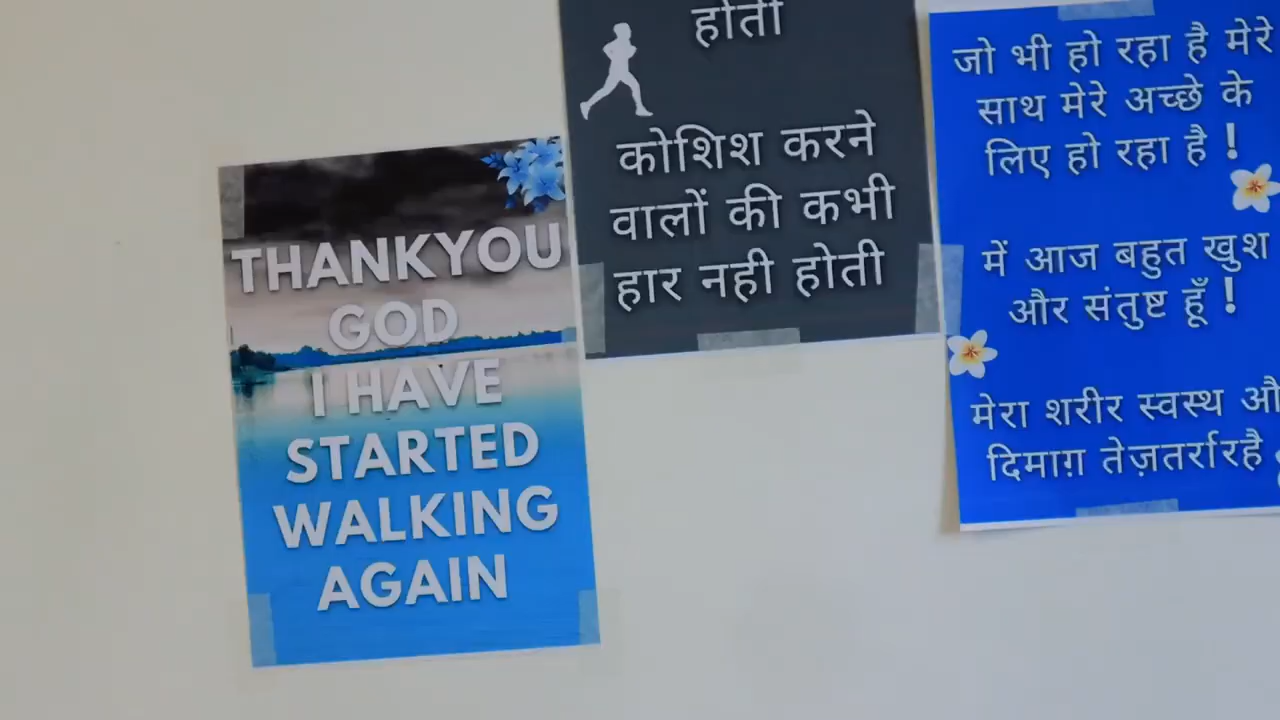 THANKYOU
GOD
I HAVE
STARTED
WALKING
AGAIN
होती
कोशिश करने
वालों की कभी
हार नही होती
जो भी हो रहा है मेरे
साथ मेरे अच्छे के
लिए हो रहा है !
में आज बहुत खुश
और संतुष्ट हूँ !
मेरा शरीर स्वस्थ
दिमाग़ तेज़तर्रारहै